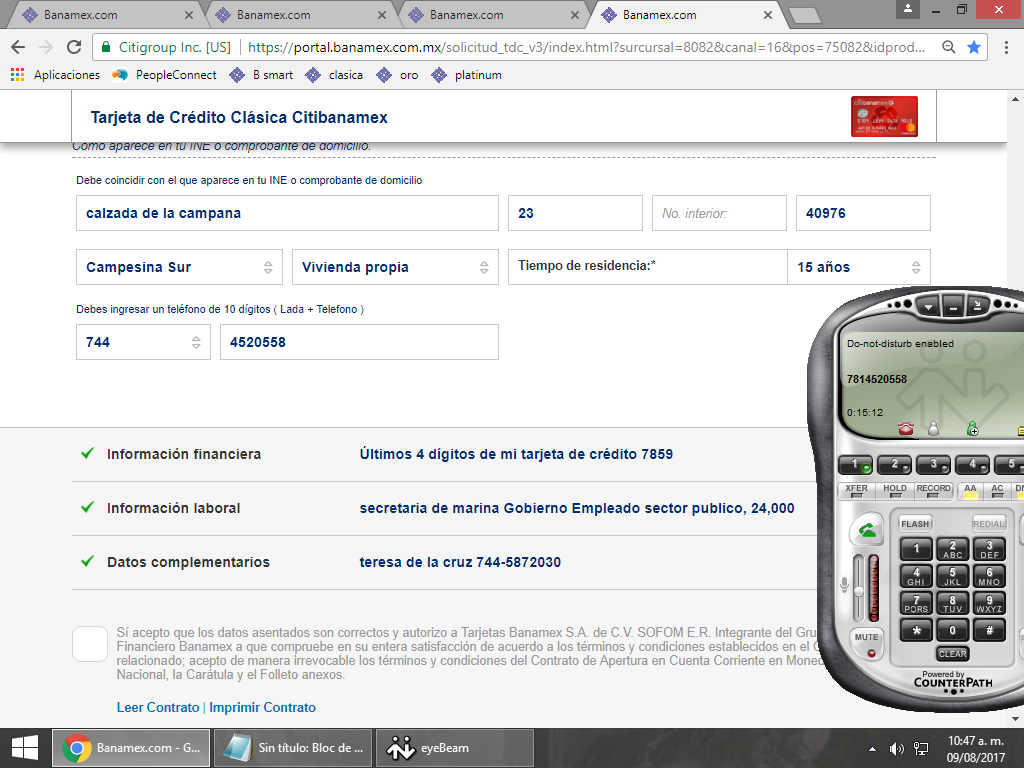 Banamex.com
Banamex.com
Banamex.com
Banamex.com
Citigroup Inc. [US]
https://portal.banamex.com.mx/solicitud_tdc_v3/index.html?surcursal=8082&canal=16&pos=75082&idprod...
Aplicaciones
PeopleConnect
B smart
clasica
oro
platinum
Tarjeta de Crédito Clásica Citibanamex
Como aparece en tu INE o comprobante de domicilio.
Debe coincidir con el que aparece en tu INE o comprobante de domicilio
calzada de la campana
23
No. interior:
40976
Campesina Sur
Vivienda propia
Tiempo de residencia:*
15 años
Debes ingresar un teléfono de 10 dígitos ( Lada + Telefono )
744
4520558
Do-not-disturb enabled
7814520558
0:15:12
1 2 3 4 5
XFER HOLD RECORD AA AC DN
FLASH REDIAL
1
2 ABC
3 DEF
4 GHI
5 JKL
6 MNO
7 PQRS
8 TUV
9 WXYZ
* 0 #
MUTE
CLEAR
Powered by
COUNTERPATH
Información financiera
Últimos 4 dígitos de mi tarjeta de crédito 7859
Información laboral
secretaria de marina Gobierno Empleado sector publico, 24,000
Datos complementarios
teresa de la cruz 744-5872030
Sí acepto que los datos asentados son correctos y autorizo a Tarjetas Banamex S.A. de C.V. SOFOM E.R. Integrante del Gru
Financiero Banamex a que compruebe en su entera satisfacción de acuerdo a los términos y condiciones establecidos en el C
relacionado; acepto de manera irrevocable los términos y condiciones del Contrato de Apertura en Cuenta Corriente en Moned
Nacional, la Carátula y el Folleto anexos.
Leer Contrato | Imprimir Contrato
Banamex.com - G...
Sin título: Bloc de ...
eyeBeam
10:47 a. m.
09/08/2017